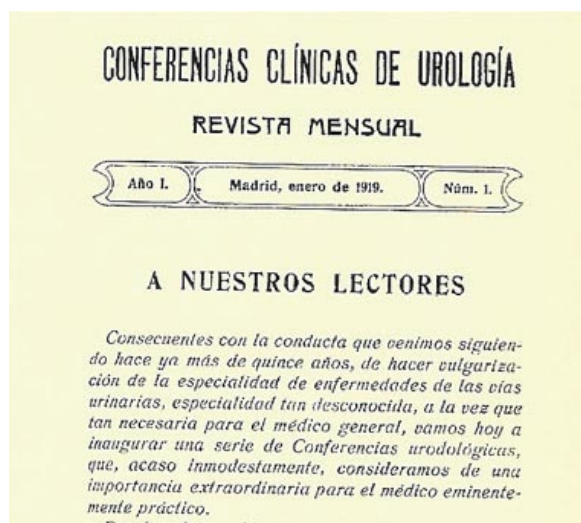 CONFERENCIAS CLÍNICAS DE UROLOGÍA
REVISTA MENSUAL
Año I. Madrid, enero de 1919. Núm. 1.
A NUESTROS LECTORES
Consecuentes con la conducta que venimos siguien-
do hace ya más de quince años, de hacer vulgariza-
ción de la especialidad de enfermedades de las vías
urinarias, especialidad tan desconocida, a la vez que
tan necesaria para el médico general, vamos hoy a
inaugurar una serie de Conferencias urodológicas,
que, acaso inmodestamente, consideramos de una
importancia extraordinaria para el médico eminente-
mente práctico.